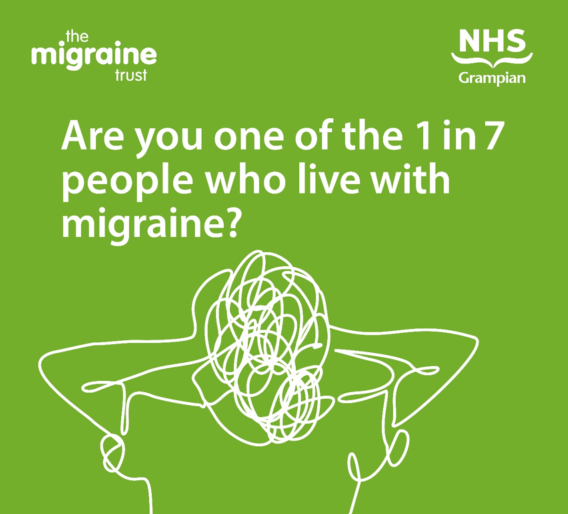 the
migraine
trust
NHS
Grampian
Are you one of the 1 in 7
people who live with
migraine?